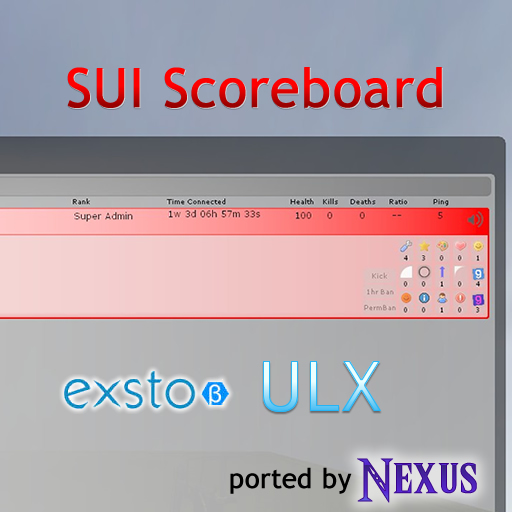 SUI Scoreboard
Rank Time Connected Health Kills Deaths Ratio Ping
Super Admin 1w 3d 06h 57m 33s 100 0 0 -- 5
4 3 0 0 1
Kick
0 0 1 0 4
1hr Ban
PermBan 0 0 1 0 3
exsto β ULX
ported by NEXUS